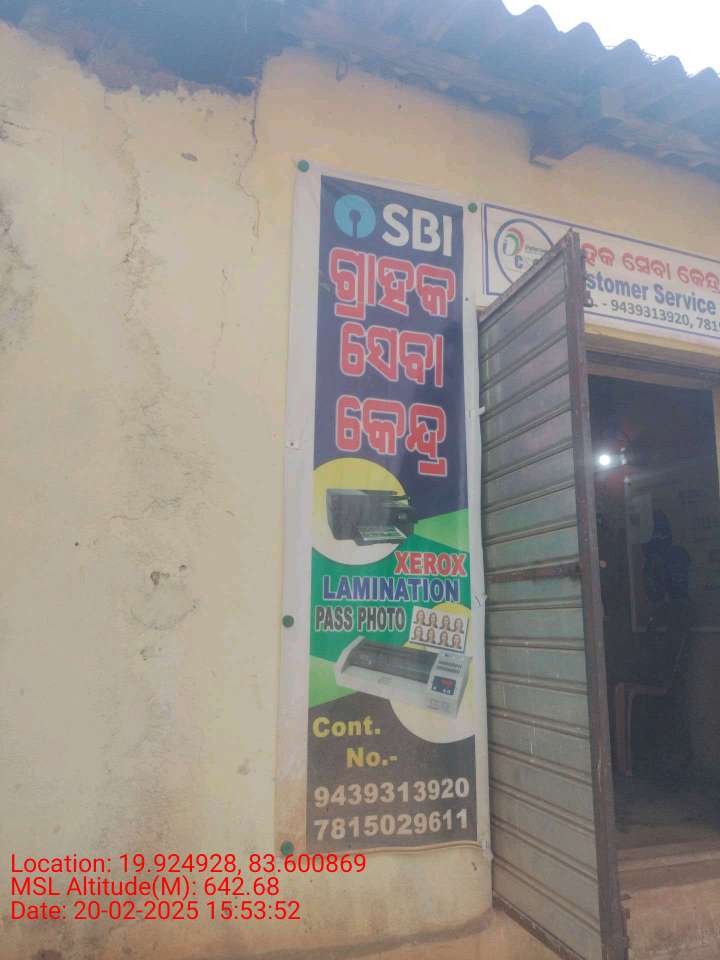 SBI
ଗ୍ରାହକ
ସେବା
କେନ୍ଦ୍ର
XEROX
LAMINATION
PASS PHOTO
Cont.
No.-
9439313920
7815029611
ସେବା କେନ୍ଦ୍ର
Service
- 9439313920,
Location: 19.924928, 83.600869
MSL Altitude(M): 642.68
Date: 20-02-2025 15:53:52